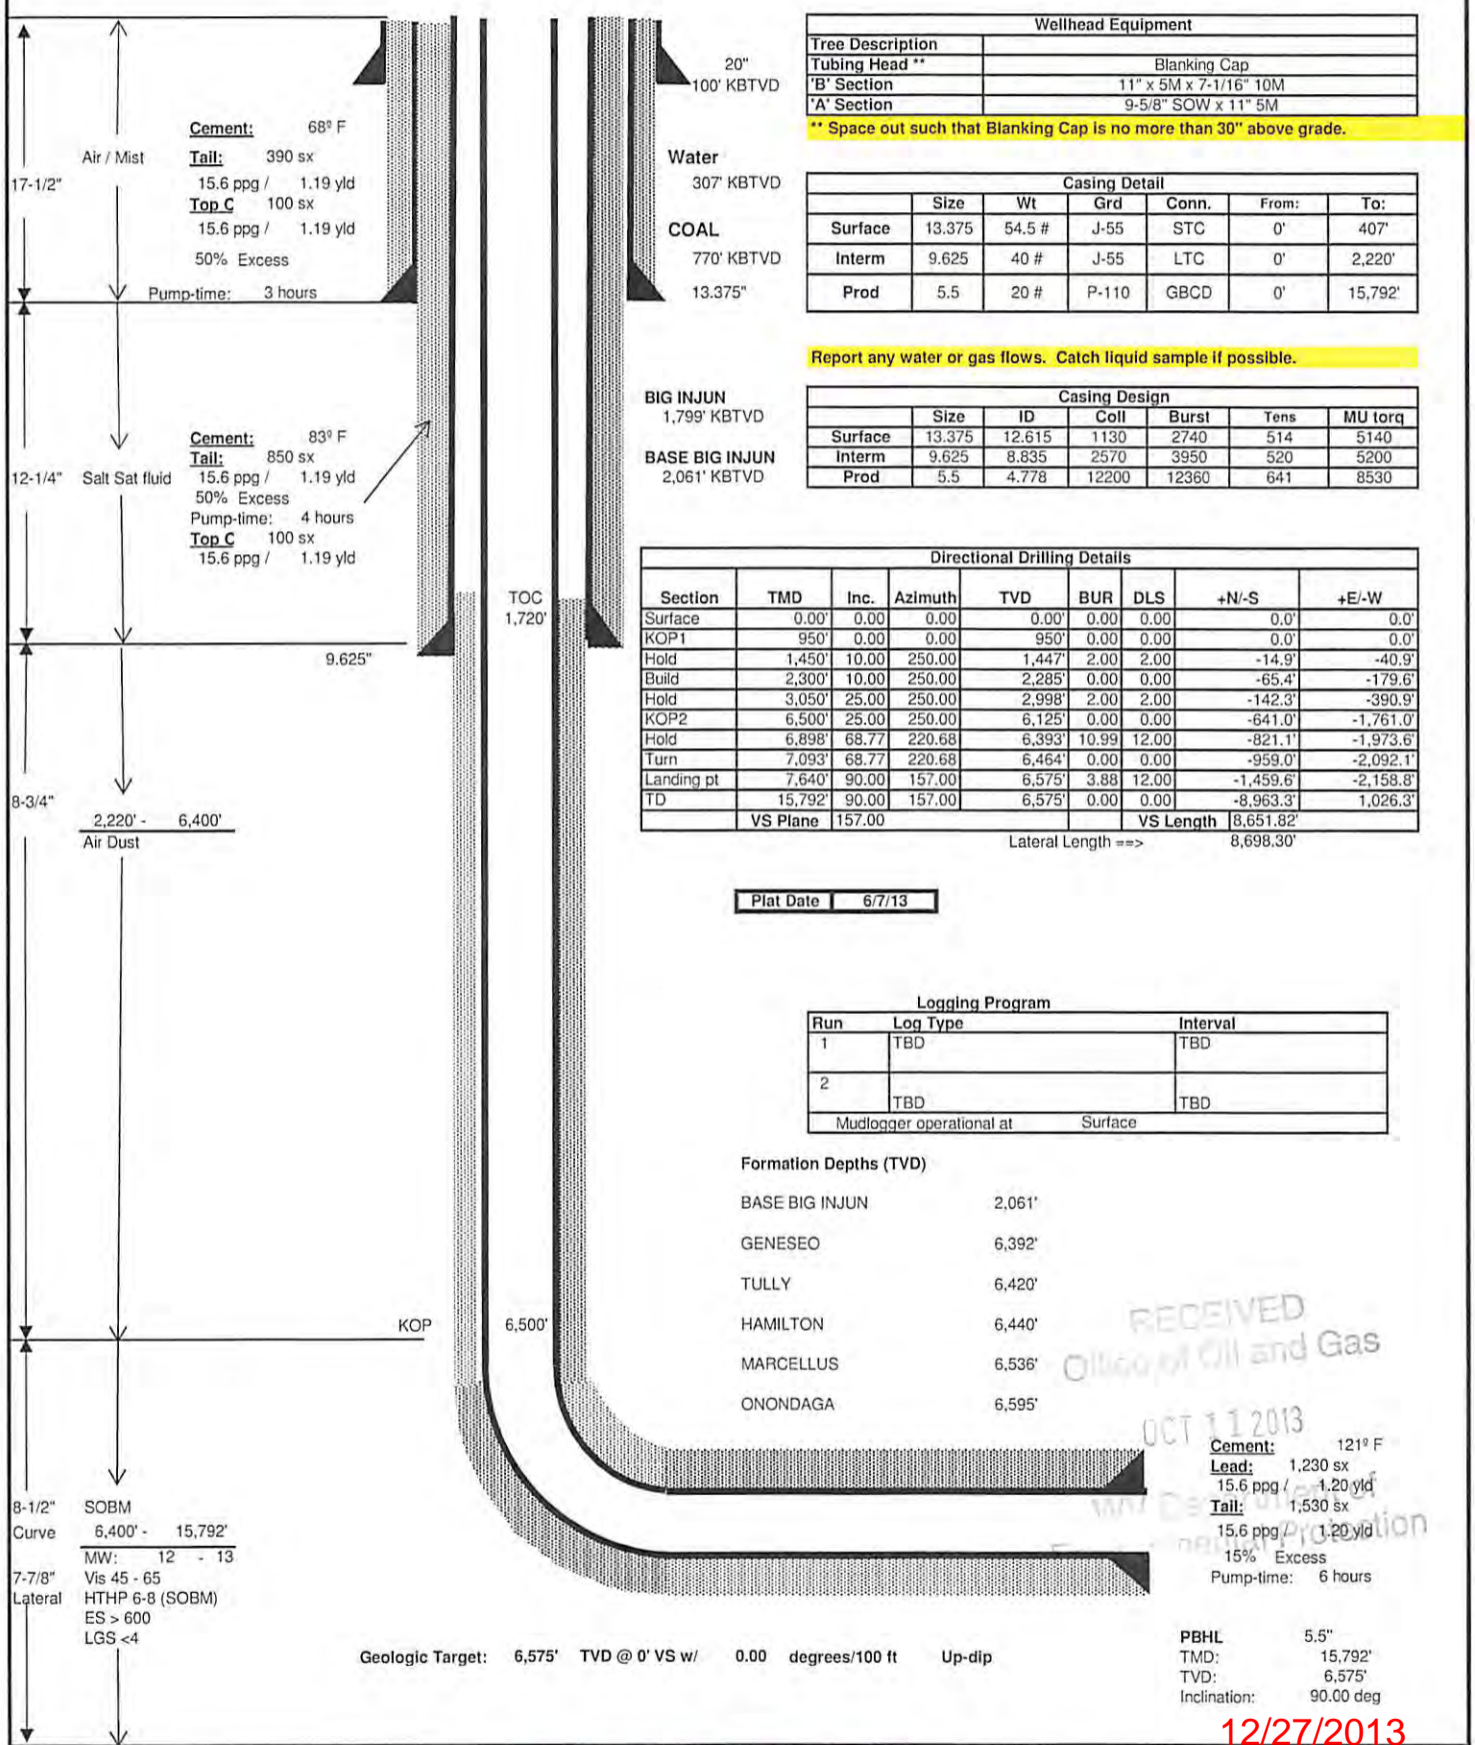 Wellhead Equipment
Tree Description
Tubing Head ** Blanking Cap
'B' Section 11" x 5M x 7-1/16" 10M
'A' Section 9-5/8" SOW x 11" 5M
** Space out such that Blanking Cap is no more than 30" above grade.
20"
100' KBTVD
Cement: 68º F
Air / Mist
Tail: 390 sx
17-1/2"
15.6 ppg / 1.19 yld
Top C 100 sx
15.6 ppg / 1.19 yld
50% Excess
Pump-time: 3 hours
Water
307' KBTVD
COAL
770' KBTVD
13.375"
Casing Detail
Size Wt Grd Conn. From: To:
Surface 13.375 54.5 # J-55 STC 0' 407'
Interm 9.625 40 # J-55 LTC 0' 2,220'
Prod 5.5 20 # P-110 GBCD 0' 15,792'
Report any water or gas flows. Catch liquid sample if possible.
BIG INJUN
1,799' KBTVD
BASE BIG INJUN
2,061' KBTVD
Casing Design
Size ID Coll Burst Tens MU torq
Surface 13.375 12.615 1130 2740 514 5140
Interm 9.625 8.835 2570 3950 520 5200
Prod 5.5 4.778 12200 12360 641 8530
Cement: 83º F
Tail: 850 sx
12-1/4" Salt Sat fluid
15.6 ppg / 1.19 yld
50% Excess
Pump-time: 4 hours
Top C 100 sx
15.6 ppg / 1.19 yld
TOC
1,720'
9.625"
Directional Drilling Details
Section TMD Inc. Azimuth TVD BUR DLS +N/-S +E/-W
Surface 0.00' 0.00 0.00 0.00' 0.00 0.00 0.0' 0.0'
KOP1 950' 0.00 0.00 950' 0.00 0.00 0.0' 0.0'
Hold 1,450' 10.00 250.00 1,447' 2.00 2.00 -14.9' -40.9'
Build 2,300' 10.00 250.00 2,285' 0.00 0.00 -65.4' -179.6'
Hold 3,050' 25.00 250.00 2,998' 2.00 2.00 -142.3' -390.9'
KOP2 6,500' 25.00 250.00 6,125' 0.00 0.00 -641.0' -1,761.0'
Hold 6,898' 68.77 220.68 6,393' 10.99 12.00 -821.1' -1,973.6'
Turn 7,093' 68.77 220.68 6,464' 0.00 0.00 -959.0' -2,092.1'
Landing pt 7,640' 90.00 157.00 6,575' 3.88 12.00 -1,459.6' -2,158.8'
TD 15,792' 90.00 157.00 6,575' 0.00 0.00 -8,963.3' 1,026.3'
VS Plane 157.00 VS Length 8,651.82'
Lateral Length ==> 8,698.30'
8-3/4"
2,220' - 6,400'
Air Dust
Plat Date 6/7/13
Logging Program
Run Log Type Interval
1 TBD TBD
2
TBD TBD
Mudlogger operational at Surface
Formation Depths (TVD)
BASE BIG INJUN 2,061'
GENESEO 6,392'
TULLY 6,420'
HAMILTON 6,440'
MARCELLUS 6,536'
ONONDAGA 6,595'
KOP 6,500'
RECEIVED
Office of Oil and Gas
OCT 11 2013
WV Department of
Environmental Protection
Cement: 121º F
Lead: 1,230 sx
15.6 ppg / 1.20 yld
Tail: 1,530 sx
15.6 ppg / 1.20 yld
15% Excess
Pump-time: 6 hours
8-1/2" SOBM
Curve 6,400' - 15,792'
MW: 12 - 13
7-7/8" Vis 45 - 65
Lateral HTHP 6-8 (SOBM)
ES > 600
LGS <4
Geologic Target: 6,575' TVD @ 0' VS w/ 0.00 degrees/100 ft Up-dip
PBHL 5.5"
TMD: 15,792'
TVD: 6,575'
Inclination: 90.00 deg
12/27/2013